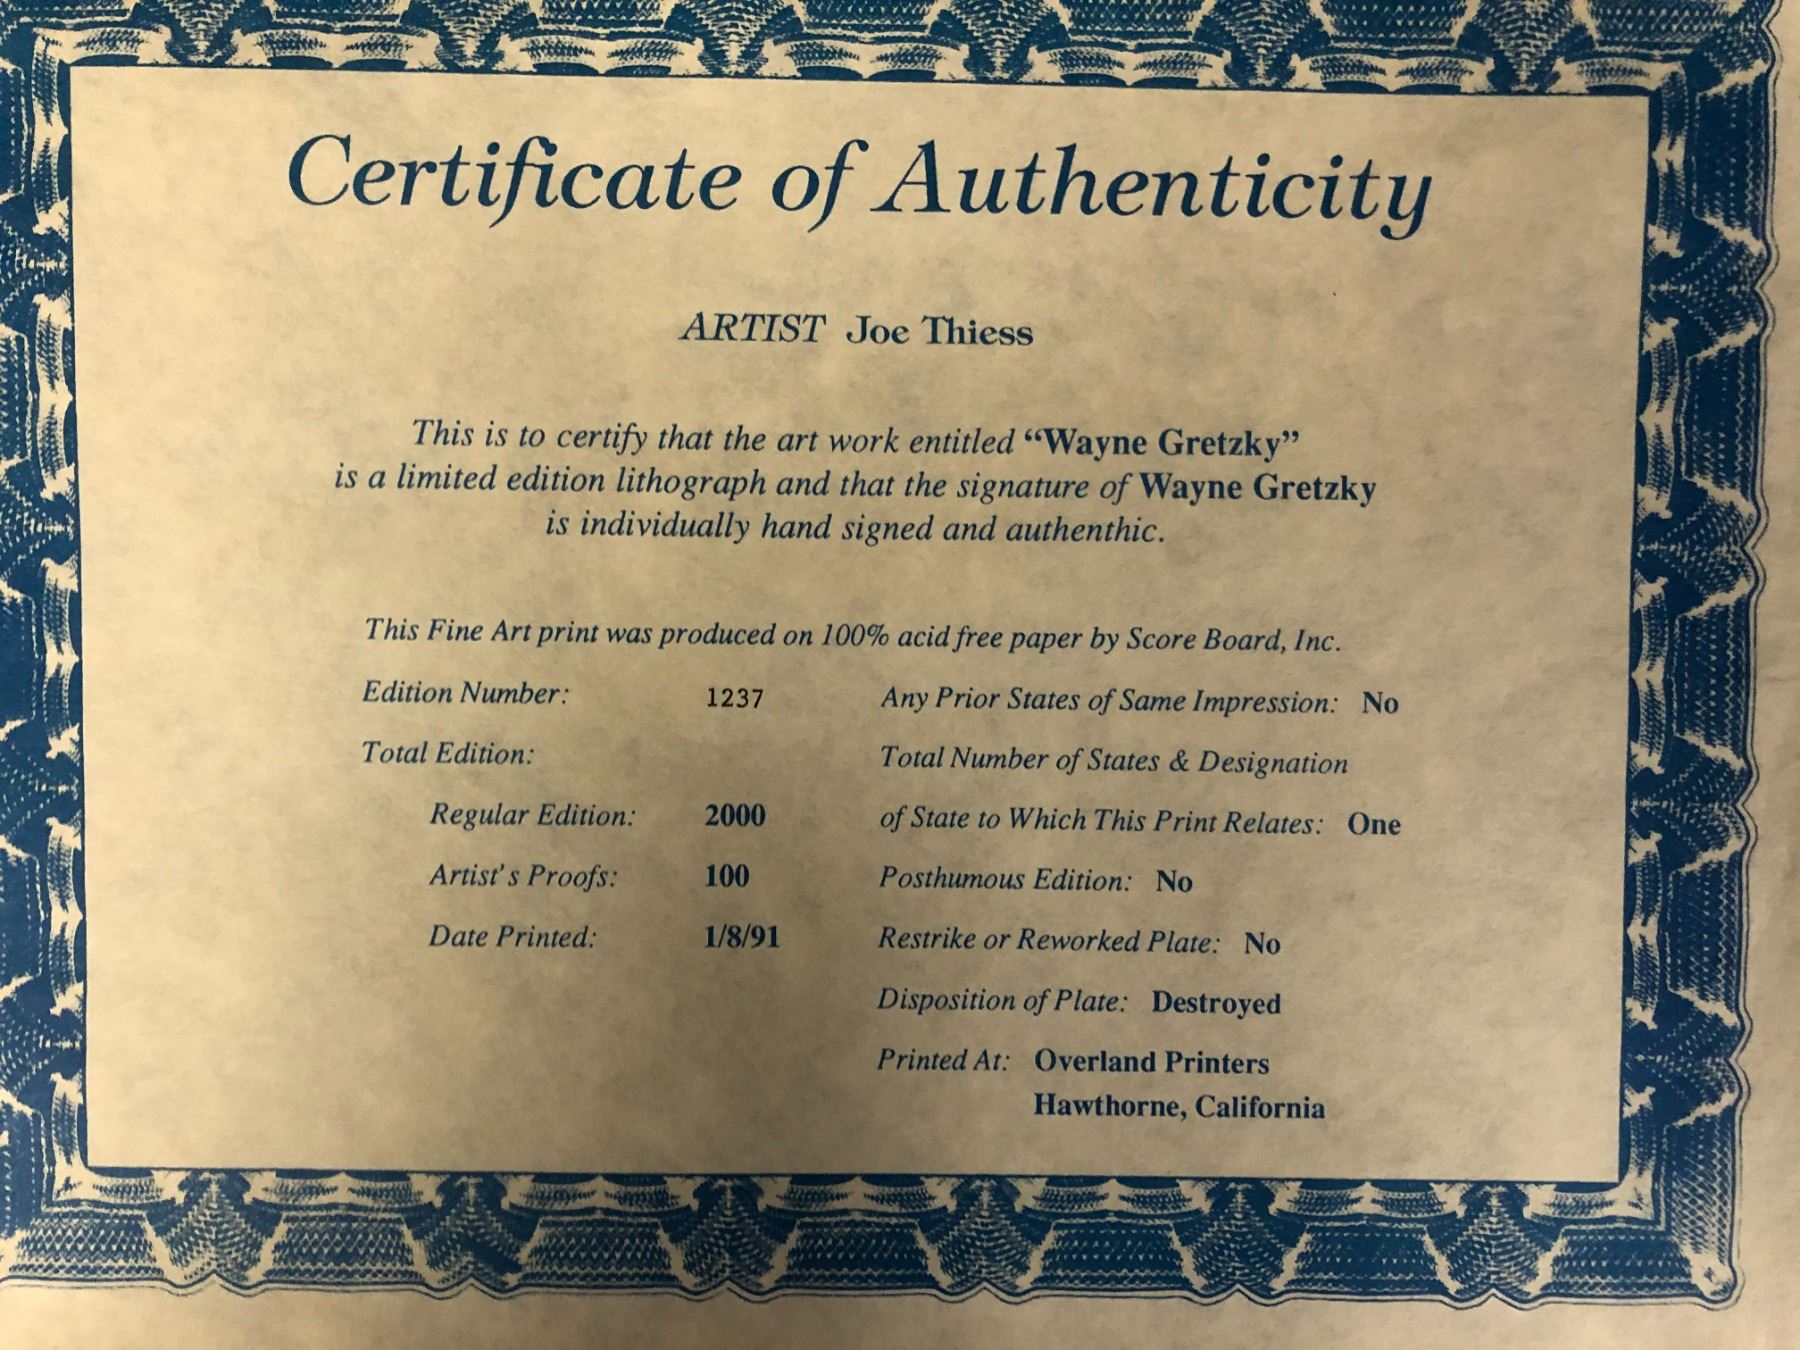 Certificate of Authenticity
ARTIST Joe Thiess
This is to certify that the art work entitled “Wayne Gretzky”
is a limited edition lithograph and that the signature of Wayne Gretzky
is individually hand signed and authenthic.
This Fine Art print was produced on 100% acid free paper by Score Board, Inc.
Edition Number: 1237
Total Edition:
Regular Edition: 2000
Artist's Proofs: 100
Date Printed: 1/8/91
Any Prior States of Same Impression: No
Total Number of States & Designation
of State to Which This Print Relates: One
Posthumous Edition: No
Restrike or Reworked Plate: No
Disposition of Plate: Destroyed
Printed At: Overland Printers
Hawthorne, California